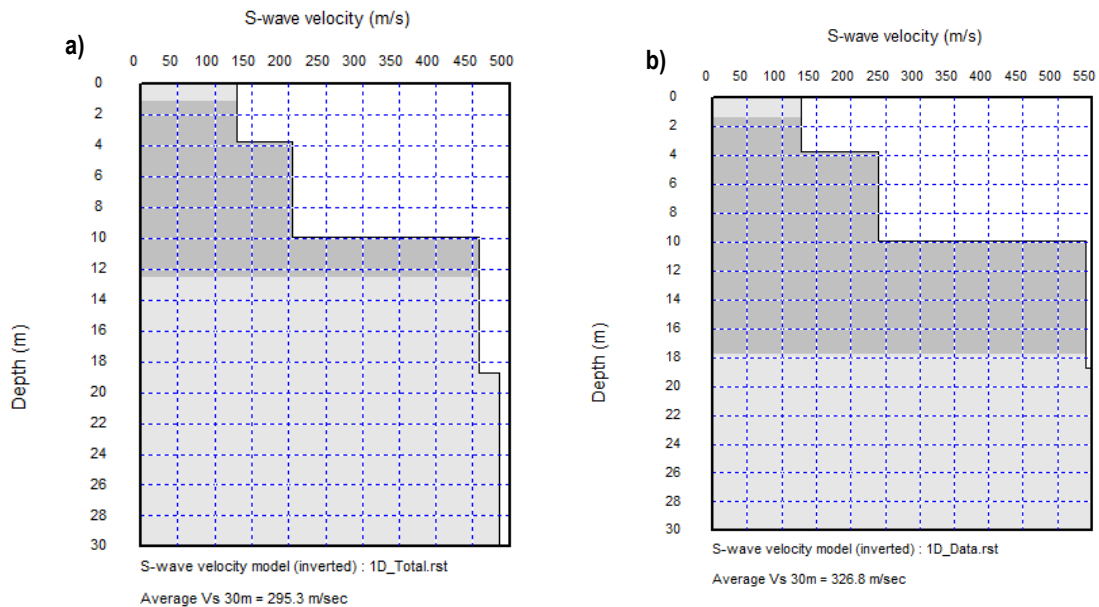 a)
S-wave velocity (m/s)
0 50 100 150 200 250 300 350 400 450 500
0
2
4
6
8
10
12
14
16
18
20
22
24
26
28
30
Depth (m)
S-wave velocity model (inverted) : 1D_Total.rst
Average Vs 30m = 295.3 m/sec
b)
S-wave velocity (m/s)
0 50 100 150 200 250 300 350 400 450 500 550
0
2
4
6
8
10
12
14
16
18
20
22
24
26
28
30
Depth (m)
S-wave velocity model (inverted) : 1D_Data.rst
Average Vs 30m = 326.8 m/sec